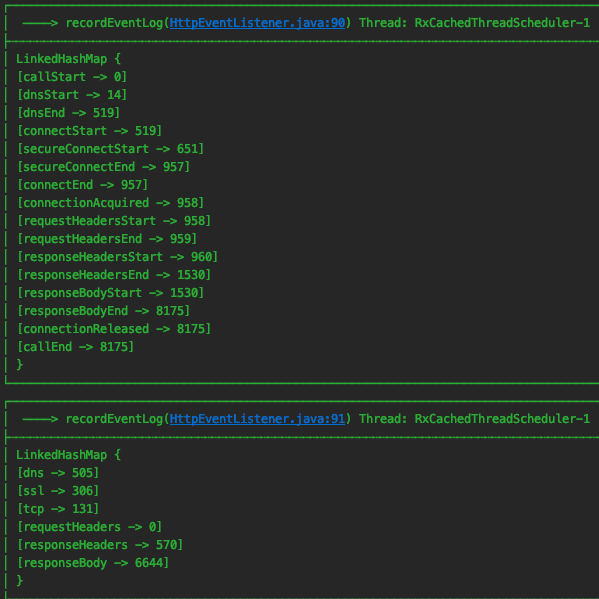 ————> recordEventLog(HttpEventListener.java:90) Thread: RxCachedThreadScheduler-1
LinkedHashMap {
[callStart -> 0]
[dnsStart -> 14]
[dnsEnd -> 519]
[connectStart -> 519]
[secureConnectStart -> 651]
[secureConnectEnd -> 957]
[connectEnd -> 957]
[connectionAcquired -> 958]
[requestHeadersStart -> 958]
[requestHeadersEnd -> 959]
[responseHeadersStart -> 960]
[responseHeadersEnd -> 1530]
[responseBodyStart -> 1530]
[responseBodyEnd -> 8175]
[connectionReleased -> 8175]
[callEnd -> 8175]
}
————> recordEventLog(HttpEventListener.java:91) Thread: RxCachedThreadScheduler-1
LinkedHashMap {
[dns -> 505]
[ssl -> 306]
[tcp -> 131]
[requestHeaders -> 0]
[responseHeaders -> 570]
[responseBody -> 6644]
}